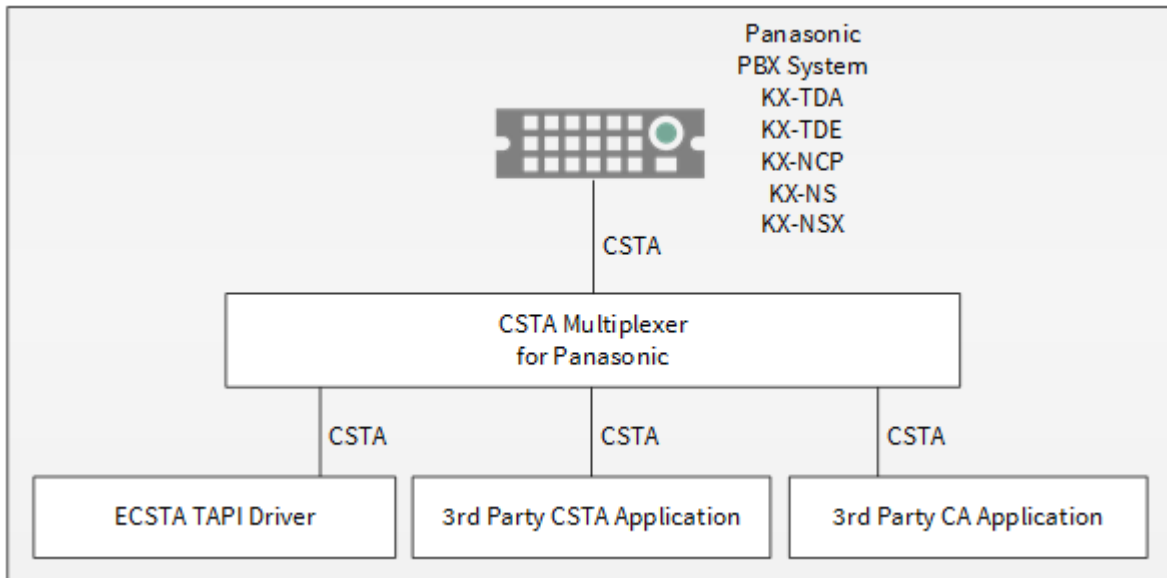 Panasonic
PBX System
KX-TDA
KX-TDE
KX-NCP
KX-NS
KX-NSX
CSTA
CSTA Multiplexer
for Panasonic
CSTA
CSTA
CSTA
ECSTA TAPI Driver
3rd Party CSTA Application
3rd Party CA Application